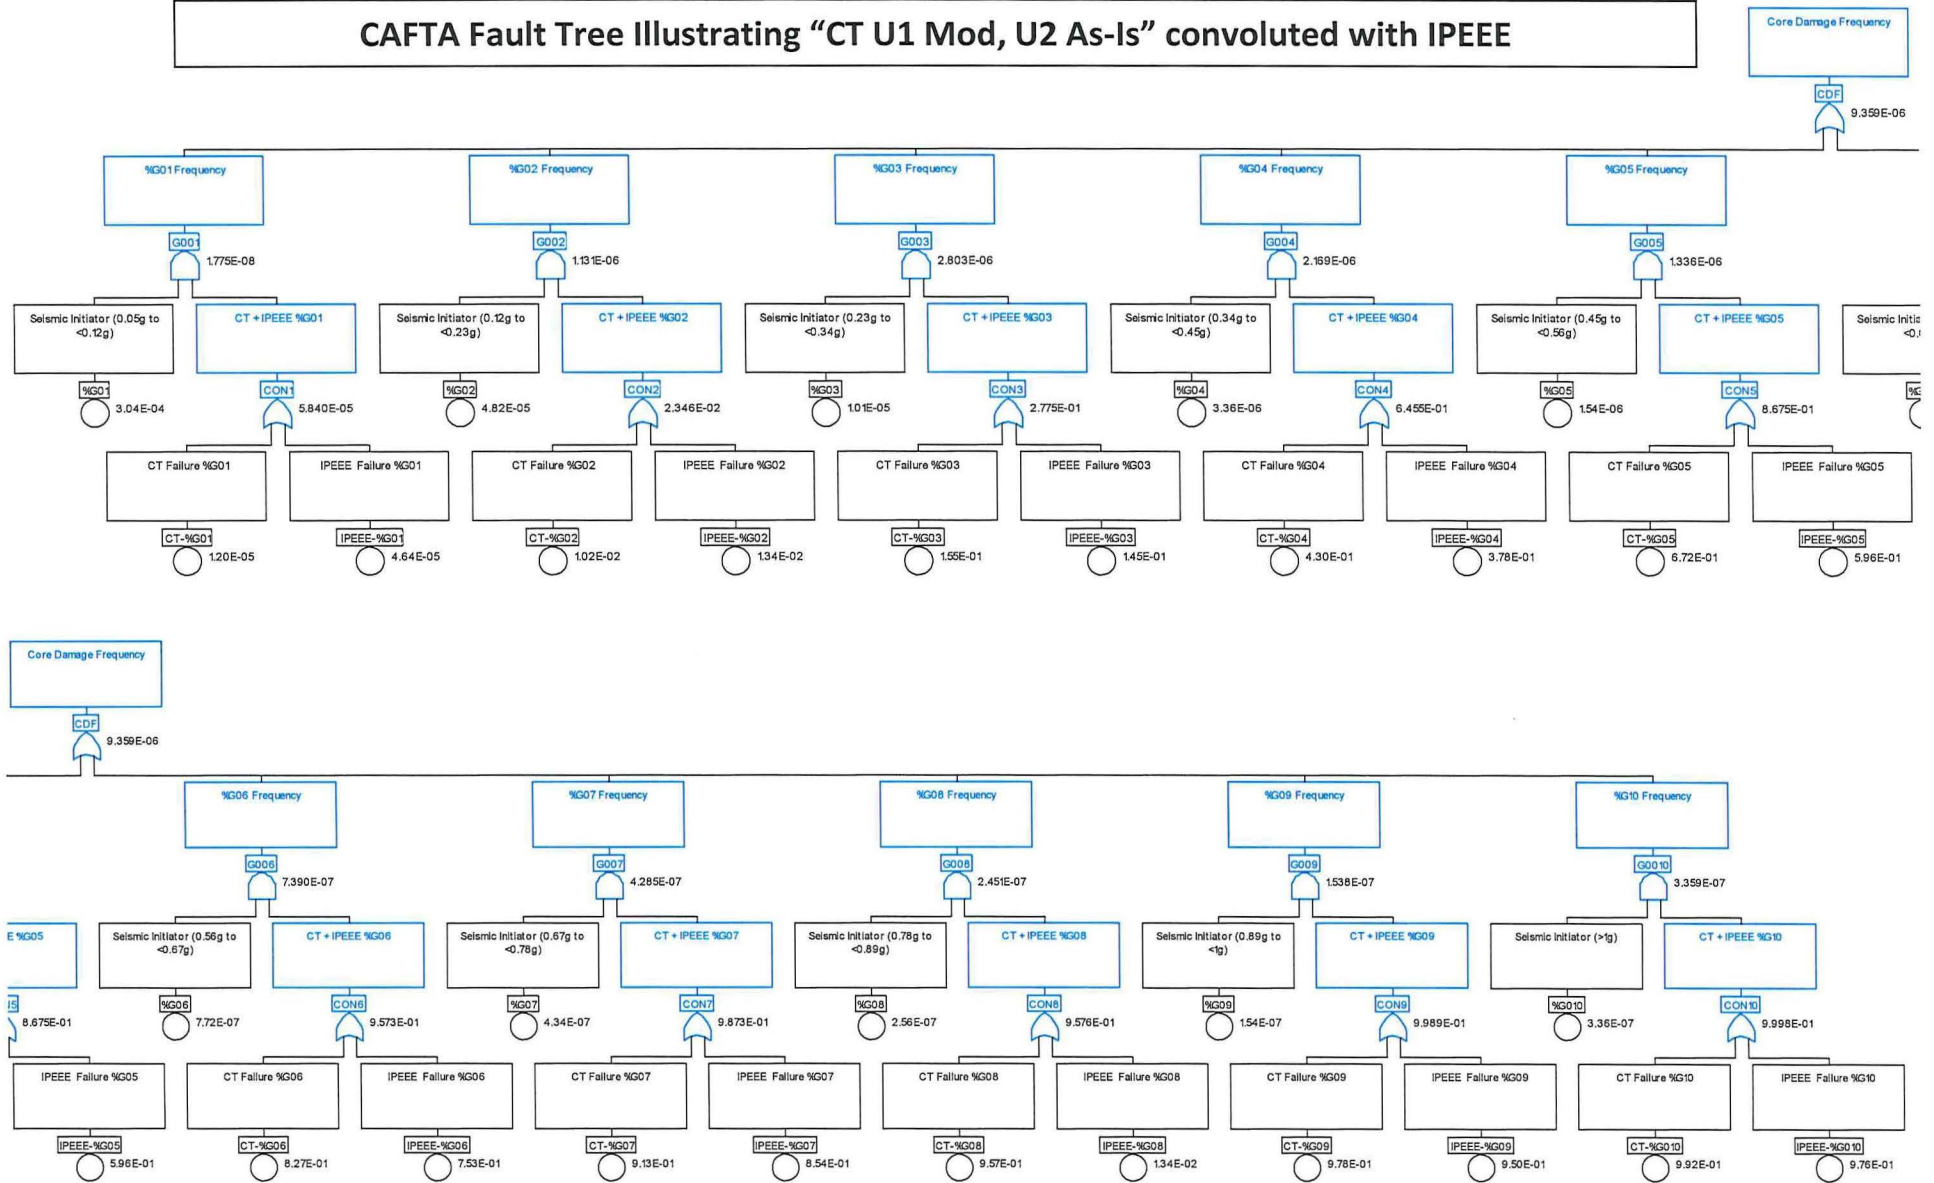 CAFTA Fault Tree Illustrating “CT U1 Mod, U2 As-Is” convoluted with IPEEE
Core Damage Frequency
CDF
9.359E-06
%G01 Frequency
%G02 Frequency
%G03 Frequency
%G04 Frequency
%G05 Frequency
G001
G002
G003
G004
G005
1.775E-08
1.131E-06
2.803E-06
2.169E-06
1.336E-06
Seismic Initiator (0.05g to
<0.12g)
CT + IPEEE %G01
Seismic Initiator (0.12g to
<0.23g)
CT + IPEEE %G02
Seismic Initiator (0.23g to
<0.34g)
CT + IPEEE %G03
Seismic Initiator (0.34g to
<0.45g)
CT + IPEEE %G04
Seismic Initiator (0.45g to
<0.56g)
CT + IPEEE %G05
Seismic Initia
<0.
%G01
CON1
%G02
CON2
%G03
CON3
%G04
CON4
%G05
CON5
3.04E-04
5.840E-05
4.82E-05
2.346E-02
1.01E-05
2.775E-01
3.36E-06
6.455E-01
1.54E-06
8.675E-01
CT Failure %G01
IPEEE Failure %G01
CT Failure %G02
IPEEE Failure %G02
CT Failure %G03
IPEEE Failure %G03
CT Failure %G04
IPEEE Failure %G04
CT Failure %G05
IPEEE Failure %G05
CT-%G01
IPEEE-%G01
CT-%G02
IPEEE-%G02
CT-%G03
IPEEE-%G03
CT-%G04
IPEEE-%G04
CT-%G05
IPEEE-%G05
1.20E-05
4.64E-05
1.02E-02
1.34E-02
1.55E-01
1.45E-01
4.30E-01
3.78E-01
6.72E-01
5.96E-01
Core Damage Frequency
CDF
9.359E-06
%G06 Frequency
%G07 Frequency
%G08 Frequency
%G09 Frequency
%G10 Frequency
G006
G007
G008
G009
G0010
7.390E-07
4.285E-07
2.451E-07
1.538E-07
3.359E-07
E %G05
Seismic Initiator (0.56g to
<0.67g)
CT + IPEEE %G06
Seismic Initiator (0.67g to
<0.78g)
CT + IPEEE %G07
Seismic Initiator (0.78g to
<0.89g)
CT + IPEEE %G08
Seismic Initiator (0.89g to
<1g)
CT + IPEEE %G09
Seismic Initiator (>1g)
CT + IPEEE %G10
%G06
CON6
%G07
CON7
%G08
CON8
%G09
CON9
%G010
CON10
8.675E-01
7.72E-07
9.573E-01
4.34E-07
9.873E-01
2.56E-07
9.576E-01
1.54E-07
9.989E-01
3.36E-07
9.998E-01
IPEEE Failure %G05
CT Failure %G06
IPEEE Failure %G06
CT Failure %G07
IPEEE Failure %G07
CT Failure %G08
IPEEE Failure %G08
CT Failure %G09
IPEEE Failure %G09
CT Failure %G10
IPEEE Failure %G10
IPEEE-%G05
CT-%G06
IPEEE-%G06
CT-%G07
IPEEE-%G07
CT-%G08
IPEEE-%G08
CT-%G09
IPEEE-%G09
CT-%G010
IPEEE-%G010
5.96E-01
8.27E-01
7.53E-01
9.13E-01
8.54E-01
9.57E-01
1.34E-02
9.78E-01
9.50E-01
9.92E-01
9.76E-01